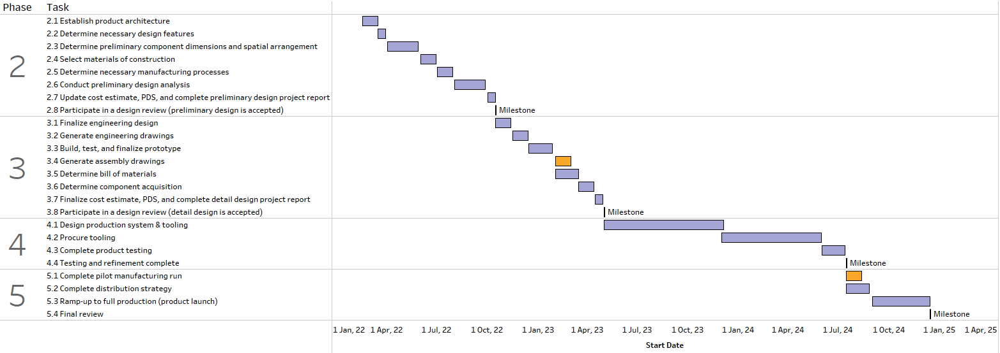 Phase Task
2
2.1 Establish product architecture
2.2 Determine necessary design features
2.3 Determine preliminary component dimensions and spatial arrangement
2.4 Select materials of construction
2.5 Determine necessary manufacturing processes
2.6 Conduct preliminary design analysis
2.7 Update cost estimate, PDS, and complete preliminary design project report
2.8 Participate in a design review (preliminary design is accepted) Milestone
3
3.1 Finalize engineering design
3.2 Generate engineering drawings
3.3 Build, test, and finalize prototype
3.4 Generate assembly drawings
3.5 Determine bill of materials
3.6 Determine component acquisition
3.7 Finalize cost estimate, PDS, and complete detail design project report
3.8 Participate in a design review (detail design is accepted) Milestone
4
4.1 Design production system & tooling
4.2 Procure tooling
4.3 Complete product testing
4.4 Testing and refinement complete Milestone
5
5.1 Complete pilot manufacturing run
5.2 Complete distribution strategy
5.3 Ramp-up to full production (product launch)
5.4 Final review Milestone
1 Jan, 22 1 Apr, 22 1 Jul, 22 1 Oct, 22 1 Jan, 23 1 Apr, 23 1 Jul, 23 1 Oct, 23 1 Jan, 24 1 Apr, 24 1 Jul, 24 1 Oct, 24 1 Jan, 25 1 Apr, 25
Start Date